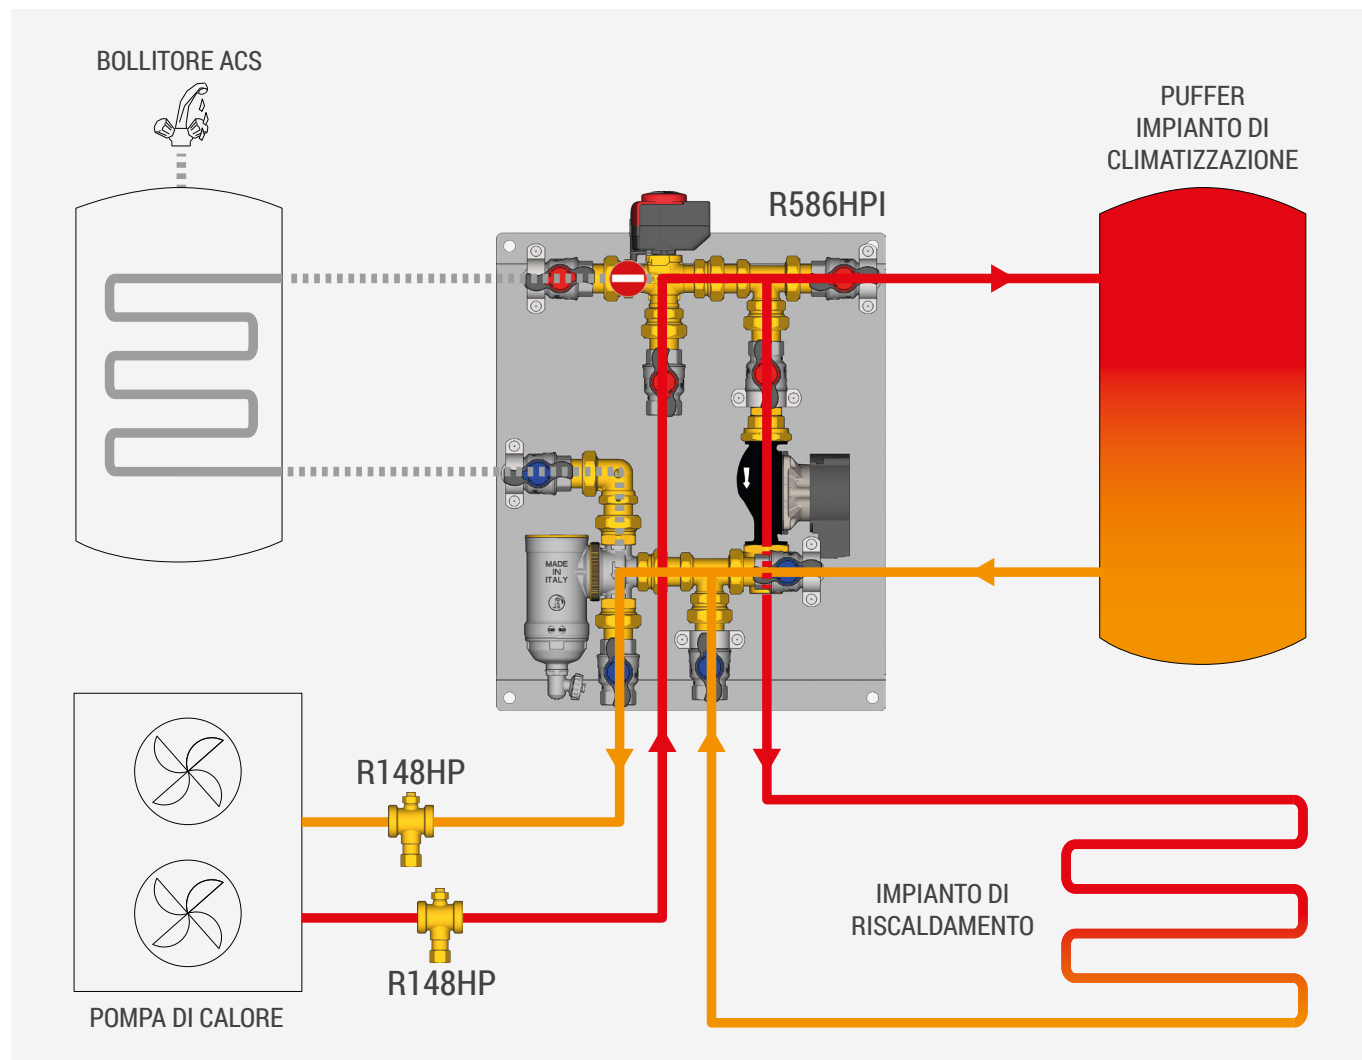 BOLLITORE ACS
PUFFER
IMPIANTO DI
CLIMATIZZAZIONE
R586HPI
MADE
IN
ITALY
R148HP
R148HP
IMPIANTO DI
RISCALDAMENTO
POMPA DI CALORE